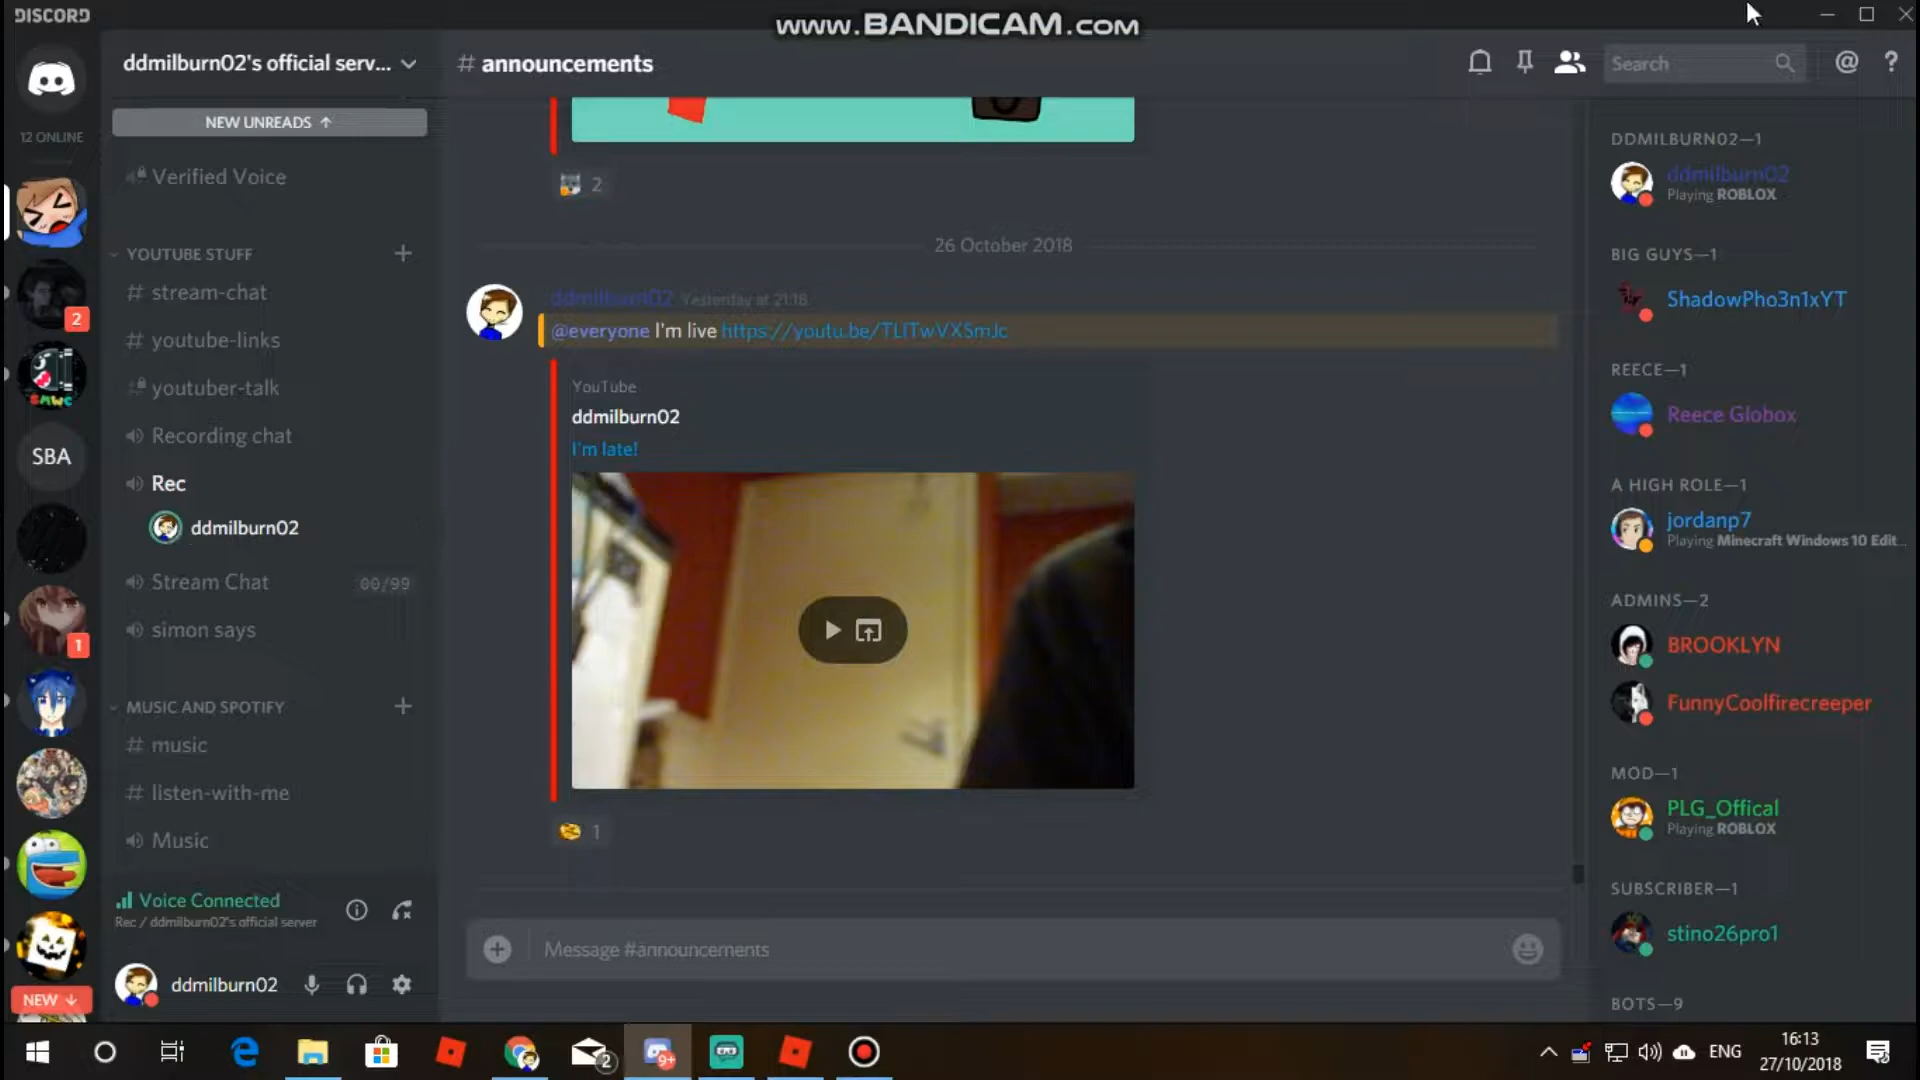 DISCORD
www.BANDICAM.com
ddmilburn02's official serv...
# announcements
Search
@
?
NEW UNREADS ↑
12 ONLINE
Verified Voice
YOUTUBE STUFF
# stream-chat
2
# youtube-links
youtuber-talk
SMWC
Recording chat
SBA
Rec
ddmilburn02
Stream Chat
00/99
simon says
1
MUSIC AND SPOTIFY
# music
# listen-with-me
Music
Voice Connected
Rec / ddmilburn02's official server
ddmilburn02
NEW ↓
2
26 October 2018
ddmilburn02 Yesterday at 21:18
@everyone I'm live https://youtu.be/TLITwVXSmJc
YouTube
ddmilburn02
I'm late!
1
Message #announcements
DDMILBURN02—1
ddmilburn02
Playing ROBLOX
BIG GUYS—1
ShadowPho3n1xYT
REECE—1
Reece Globox
A HIGH ROLE—1
jordanp7
Playing Minecraft Windows 10 Edit...
ADMINS—2
BROOKLYN
FunnyCoolfirecreeper
MOD—1
PLG_Offical
Playing ROBLOX
SUBSCRIBER—1
stino26pro1
BOTS—9
2
9+
ENG
16:13
27/10/2018